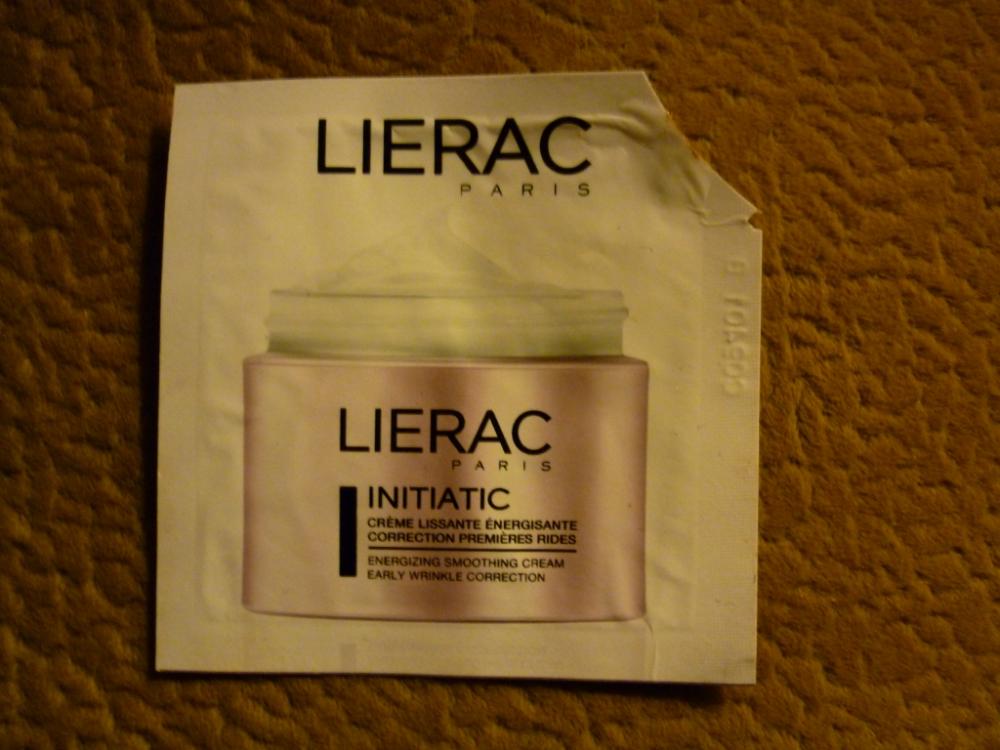 LIERAC
PARIS
LIERAC
PARIS
INITIATIC
CRÈME LISSANTE ÉNERGISANTE
CORRECTION PREMIÈRES RIDES
ENERGIZING SMOOTHING CREAM
EARLY WRINKLE CORRECTION